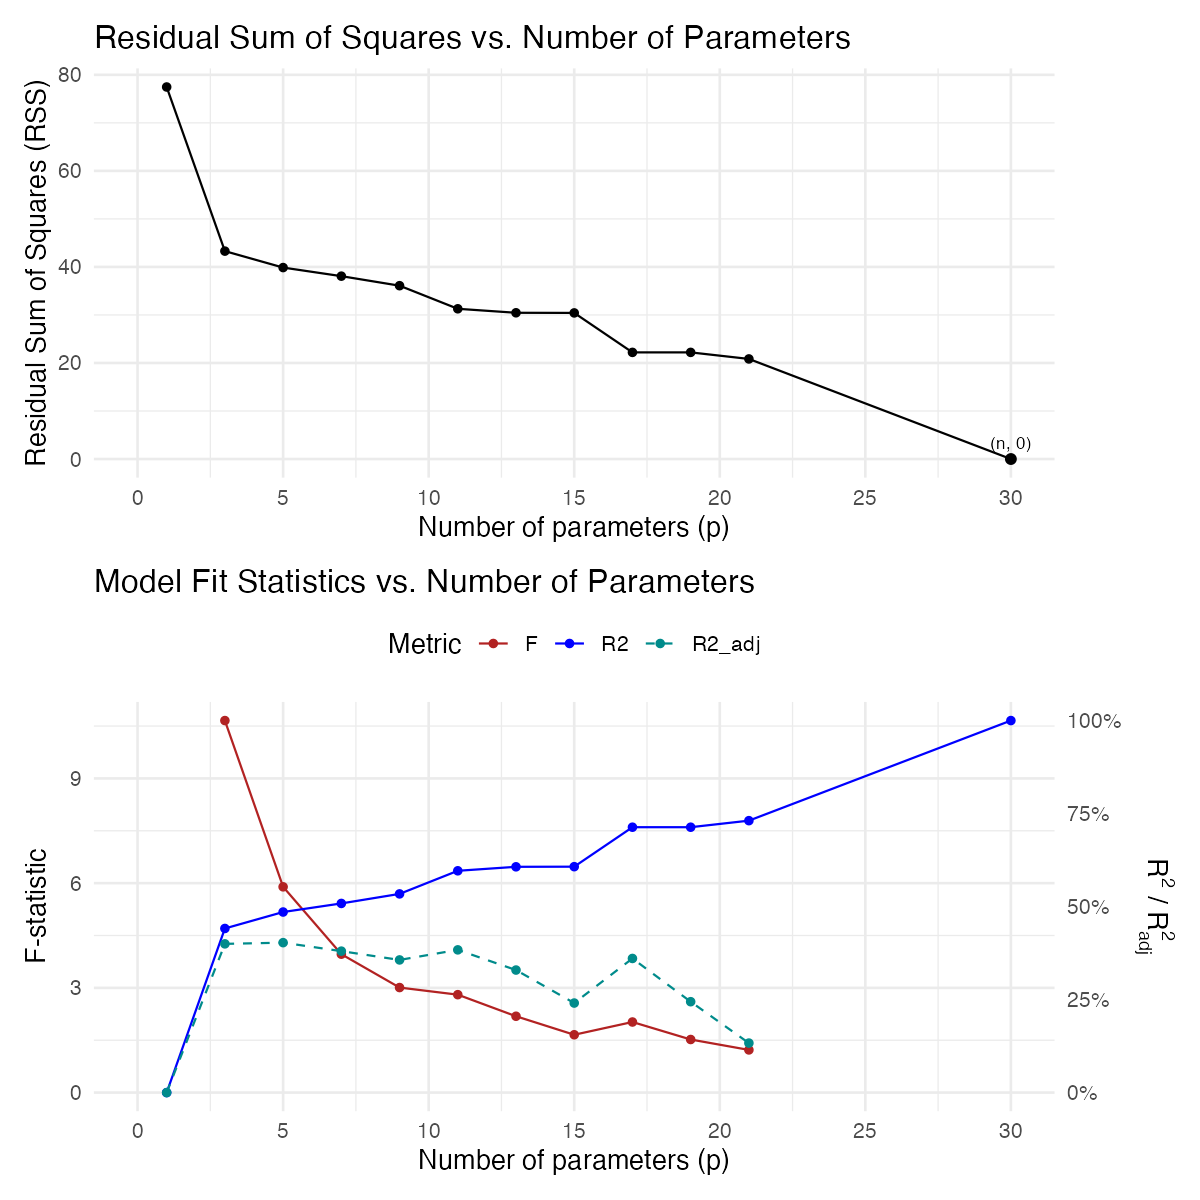 Residual Sum of Squares vs. Number of Parameters
Residual Sum of Squares (RSS)
80
60
40
20
0
(n, 0)
0 5 10 15 20 25 30
Number of parameters (p)
Model Fit Statistics vs. Number of Parameters
Metric F R2 R2_adj
F-statistic
9
6
3
0
100%
75%
50%
25%
0%
R² / R²adj
0 5 10 15 20 25 30
Number of parameters (p)